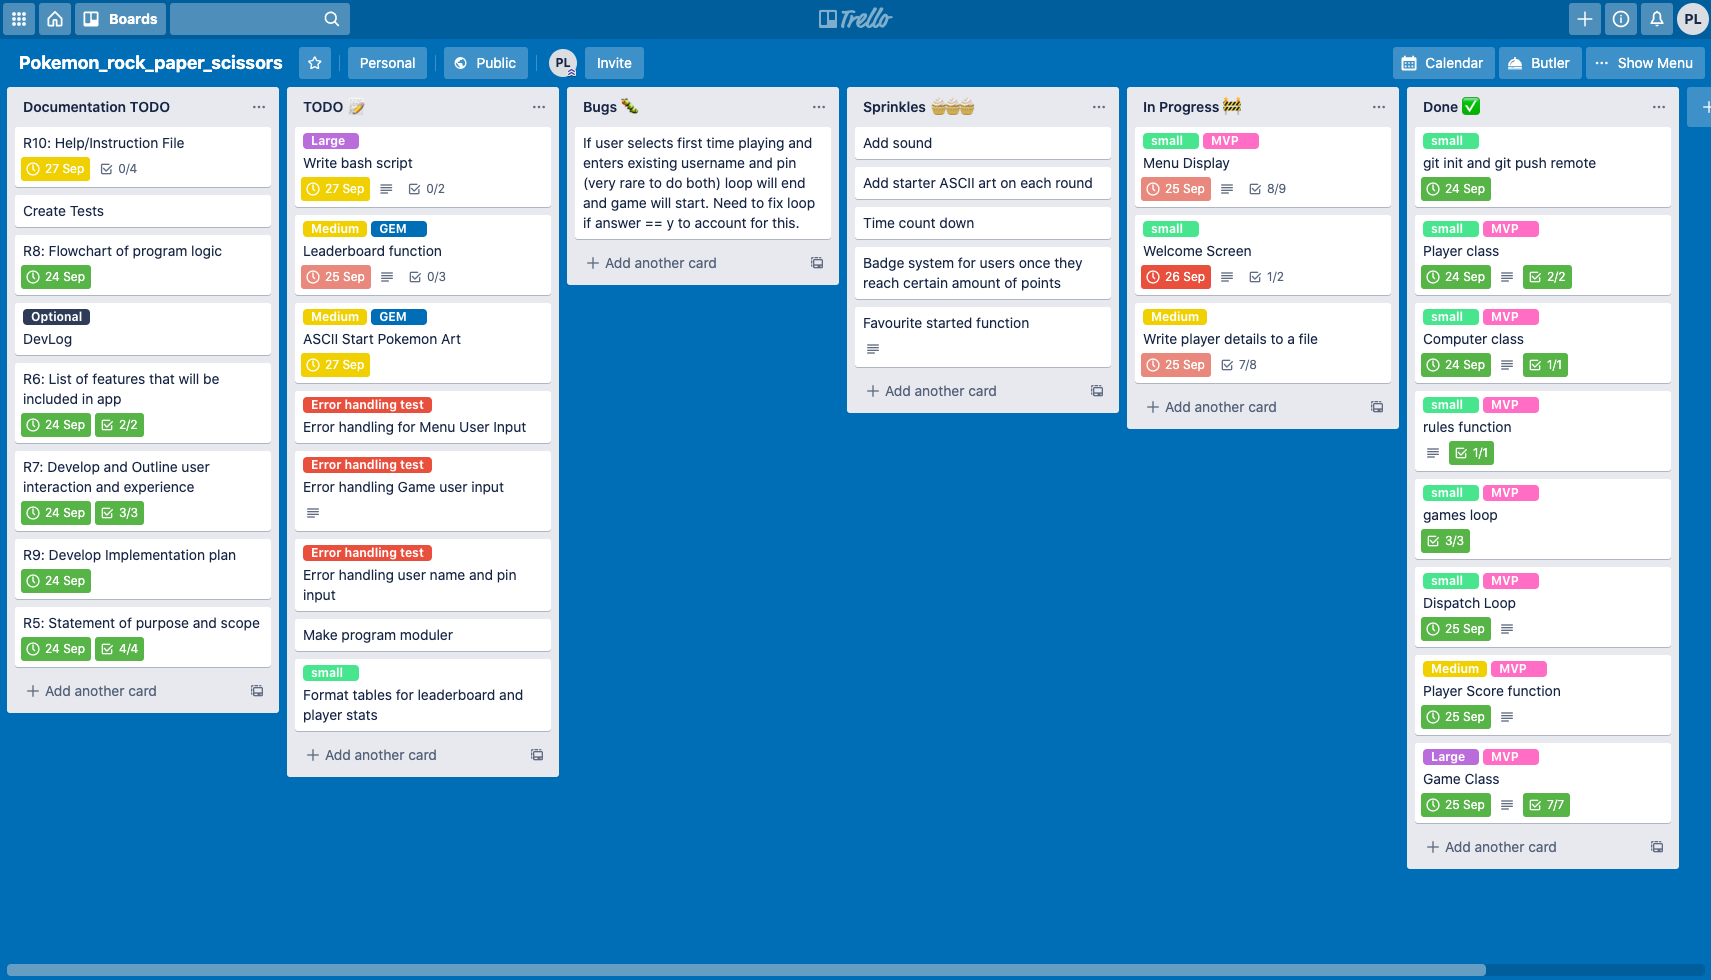 Boards
Trello
PL
Pokemon_rock_paper_scissors
Personal
Public
PL
Invite
Calendar
Butler
Show Menu
Documentation TODO
R10: Help/Instruction File
27 Sep 0/4
Create Tests
R8: Flowchart of program logic
24 Sep
Optional
DevLog
R6: List of features that will be
included in app
24 Sep 2/2
R7: Develop and Outline user
interaction and experience
24 Sep 3/3
R9: Develop Implementation plan
24 Sep
R5: Statement of purpose and scope
24 Sep 4/4
Add another card
TODO
Large
Write bash script
27 Sep 0/2
Medium GEM
Leaderboard function
25 Sep 0/3
Medium GEM
ASCII Start Pokemon Art
27 Sep
Error handling test
Error handling for Menu User Input
Error handling test
Error handling Game user input
Error handling test
Error handling user name and pin
input
Make program moduler
small
Format tables for leaderboard and
player stats
Add another card
Bugs
If user selects first time playing and
enters existing username and pin
(very rare to do both) loop will end
and game will start. Need to fix loop
if answer == y to account for this.
Add another card
Sprinkles
Add sound
Add starter ASCII art on each round
Time count down
Badge system for users once they
reach certain amount of points
Favourite started function
Add another card
In Progress
small MVP
Menu Display
25 Sep 8/9
small
Welcome Screen
26 Sep 1/2
Medium
Write player details to a file
25 Sep 7/8
Add another card
Done
small
git init and git push remote
24 Sep
small MVP
Player class
24 Sep 2/2
small MVP
Computer class
24 Sep 1/1
small MVP
rules function
1/1
small MVP
games loop
3/3
small MVP
Dispatch Loop
25 Sep
Medium MVP
Player Score function
25 Sep
Large MVP
Game Class
25 Sep 7/7
Add another card